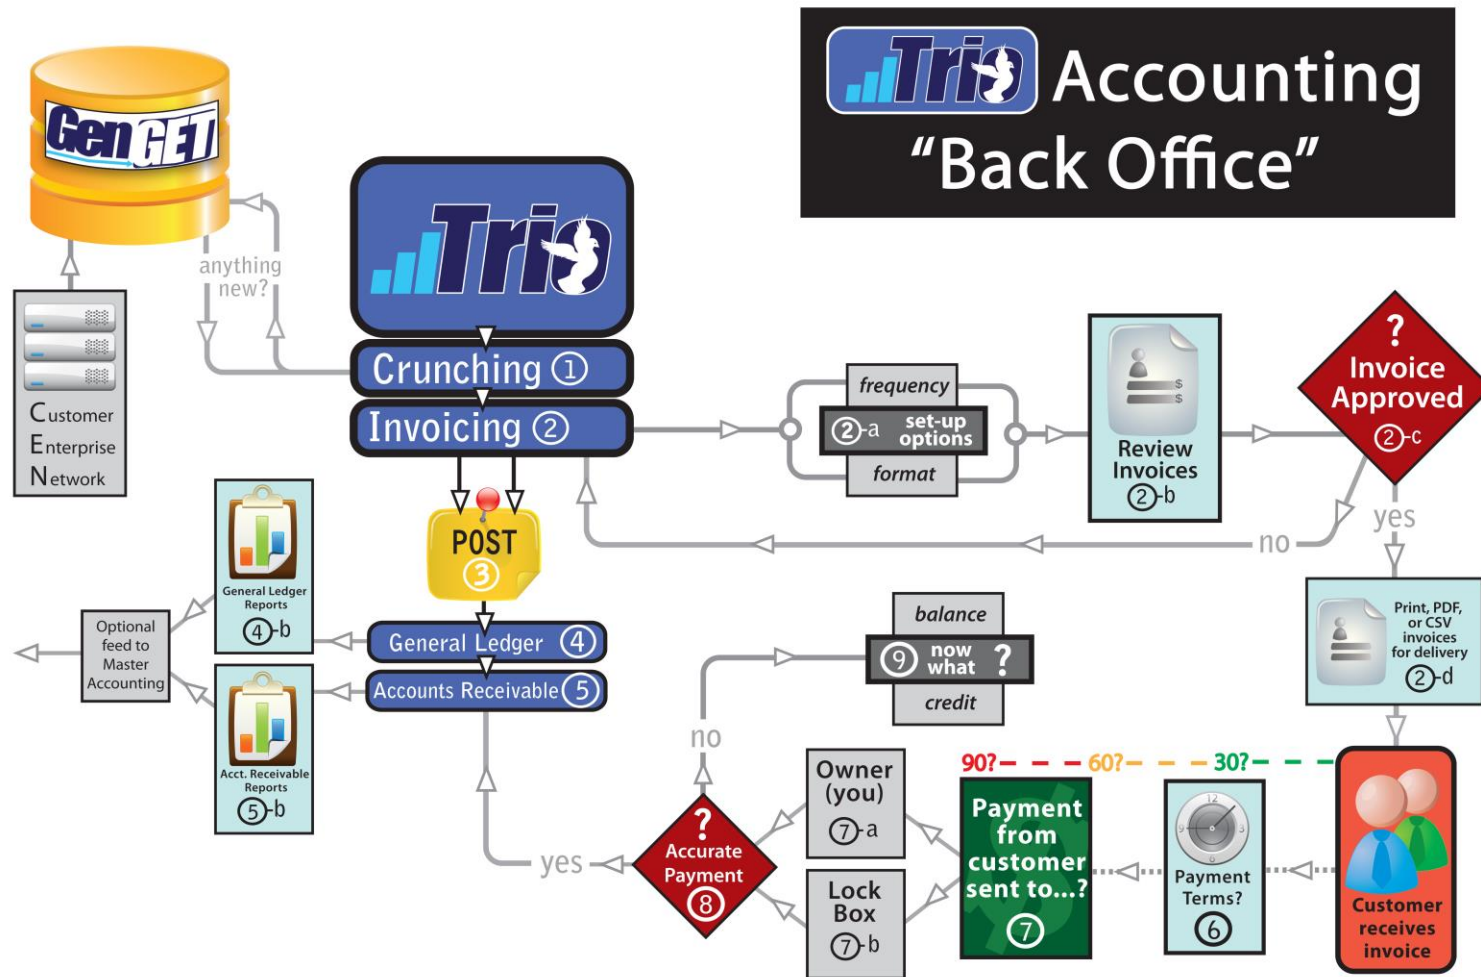 Trio Accounting
“Back Office”
GenGET
anything
new?
Trio
Crunching 1
Invoicing 2
Customer
Enterprise
Network
frequency
2-a set-up
options
format
Review
Invoices
2-b
?
Invoice
Approved
2-c
yes
no
POST
3
General Ledger
Reports
4-b
Optional
feed to
Master
Accounting
General Ledger 4
Accounts Receivable 5
Acct. Receivable
Reports
5-b
balance
9 now
what ?
credit
Print, PDF,
or CSV
invoices
for delivery
2-d
no
yes
?
Accurate
Payment
8
Owner
(you)
7-a
Lock
Box
7-b
90? 60? 30?
Payment
from
customer
sent to...?
$
7
12
3
6
9
Payment
Terms?
6
Customer
receives
invoice